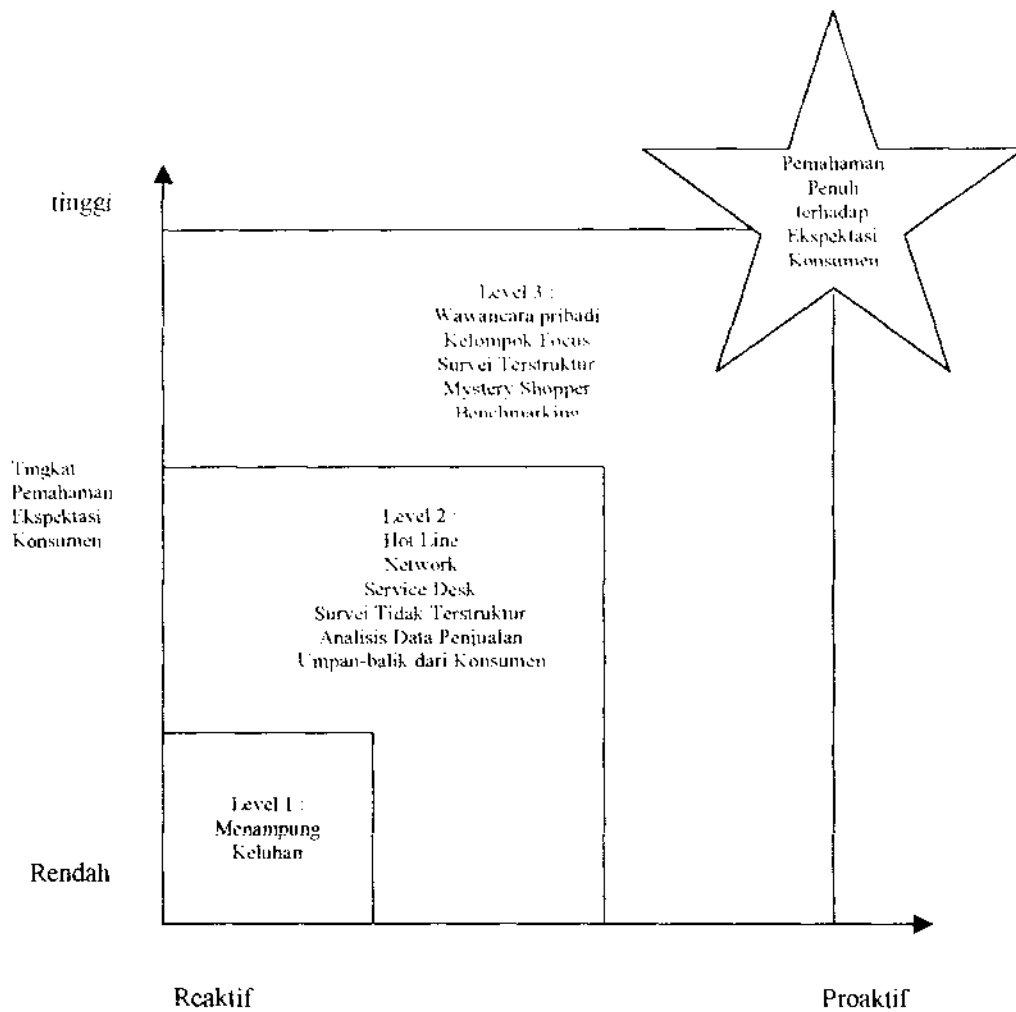 Pemahaman
Penuh
terhadap
Ekspektasi
Konsumen
tinggi
Level 3 :
Wawancara pribadi
Kelompok Focus
Survei Terstruktur
Mystery Shopper
Benchmarking
Tingkat
Pemahaman
Ekspektasi
Konsumen
Level 2 :
Hot Line
Network
Service Desk
Survei Tidak Terstruktur
Analisis Data Penjualan
Umpan-balik dari Konsumen
Level 1 :
Menampung
Keluhan
Rendah
Reaktif
Proaktif